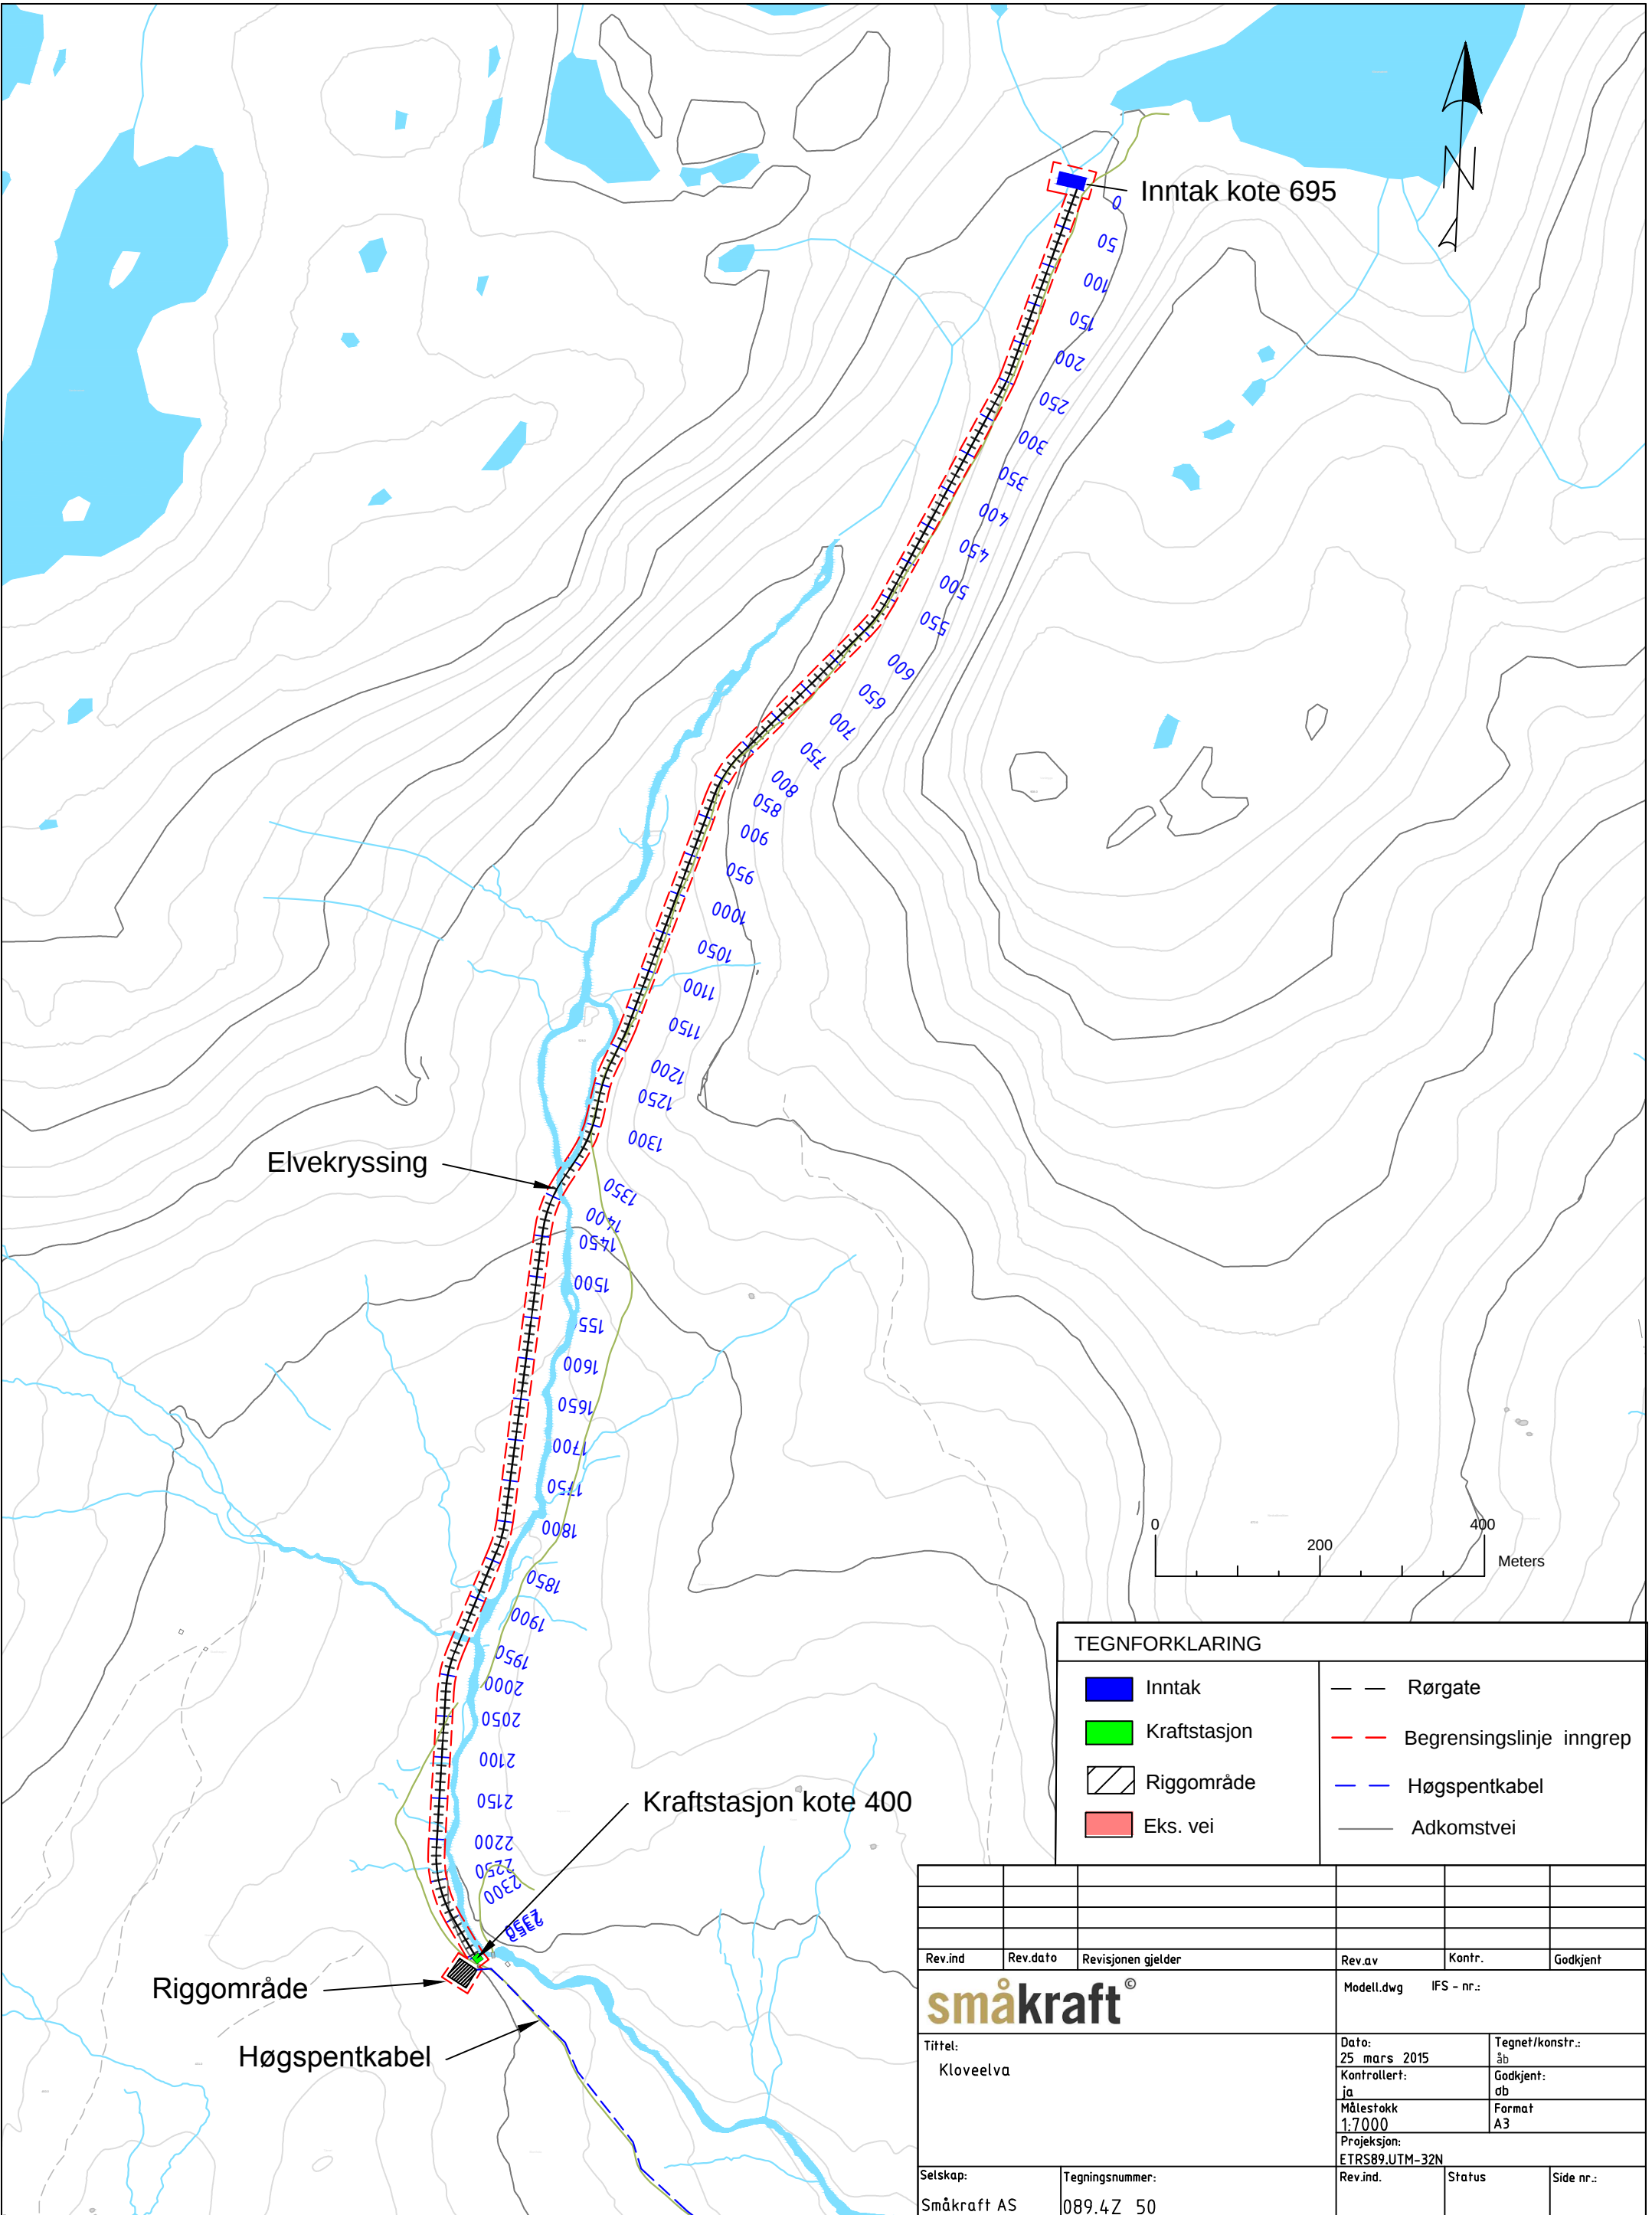 Inntak kote 695
0
50
100
150
200
250
300
350
400
450
500
550
600
650
700
750
800
850
900
950
1000
1050
1100
1150
1200
1250
1300
Elvekryssing
1350
1400
1450
1500
155
1600
1650
1700
1750
1800
1850
1900
1950
2000
2050
2100
2150
2200
2250
2300
2350
Kraftstasjon kote 400
Riggområde
Høgspentkabel
0
200
400
Meters
N
TEGNFORKLARING
Inntak
Kraftstasjon
Riggområde
Eks. vei
Rørgate
Begrensingslinje inngrep
Høgspentkabel
Adkomstvei
Rev.ind Rev.dato Revisjonen gjelder Rev.av Kontr. Godkjent
småkraft©
Modell.dwg IFS - nr.:
Tittel:
Kloveelva
Dato:
25 mars 2015
Tegnet/konstr.:
åb
Kontrollert:
ja
Godkjent:
øb
Målestokk
1:7000
Format
A3
Projeksjon:
ETRS89.UTM-32N
Selskap:
Småkraft AS
Tegningsnummer:
089.4Z 50
Rev.ind. Status Side nr.: